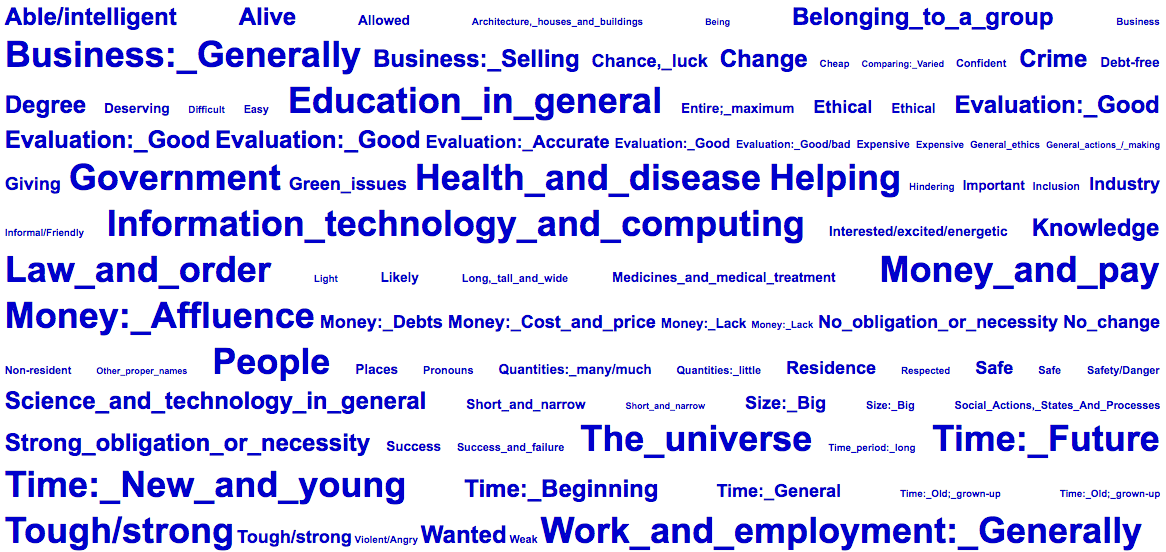 Able/intelligent Alive Allowed Architecture,_houses_and_buildings Being Belonging_to_a_group Business
Business:_Generally Business:_Selling Chance,_luck Change Cheap Comparing:_Varied Confident Crime Debt-free
Degree Deserving Difficult Easy Education_in_general Entire;_maximum Ethical Ethical Evaluation:_Good
Evaluation:_Good Evaluation:_Good Evaluation:_Accurate Evaluation:_Good Evaluation:_Good/bad Expensive Expensive General_ethics General_actions_/_making
Giving Government Green_issues Health_and_disease Helping Hindering Important Inclusion Industry
Informal/Friendly Information_technology_and_computing Interested/excited/energetic Knowledge
Law_and_order Light Likely Long,_tall_and_wide Medicines_and_medical_treatment Money_and_pay
Money:_Affluence Money:_Debts Money:_Cost_and_price Money:_Lack Money:_Lack No_obligation_or_necessity No_change
Non-resident Other_proper_names People Places Pronouns Quantities:_many/much Quantities:_little Residence Respected Safe Safe Safety/Danger
Science_and_technology_in_general Short_and_narrow Short_and_narrow Size:_Big Size:_Big Social_Actions,_States_And_Processes
Strong_obligation_or_necessity Success Success_and_failure The_universe Time_period:_long Time:_Future
Time:_New_and_young Time:_Beginning Time:_General Time:_Old;_grown-up Time:_Old;_grown-up
Tough/strong Tough/strong Violent/Angry Wanted Weak Work_and_employment:_Generally